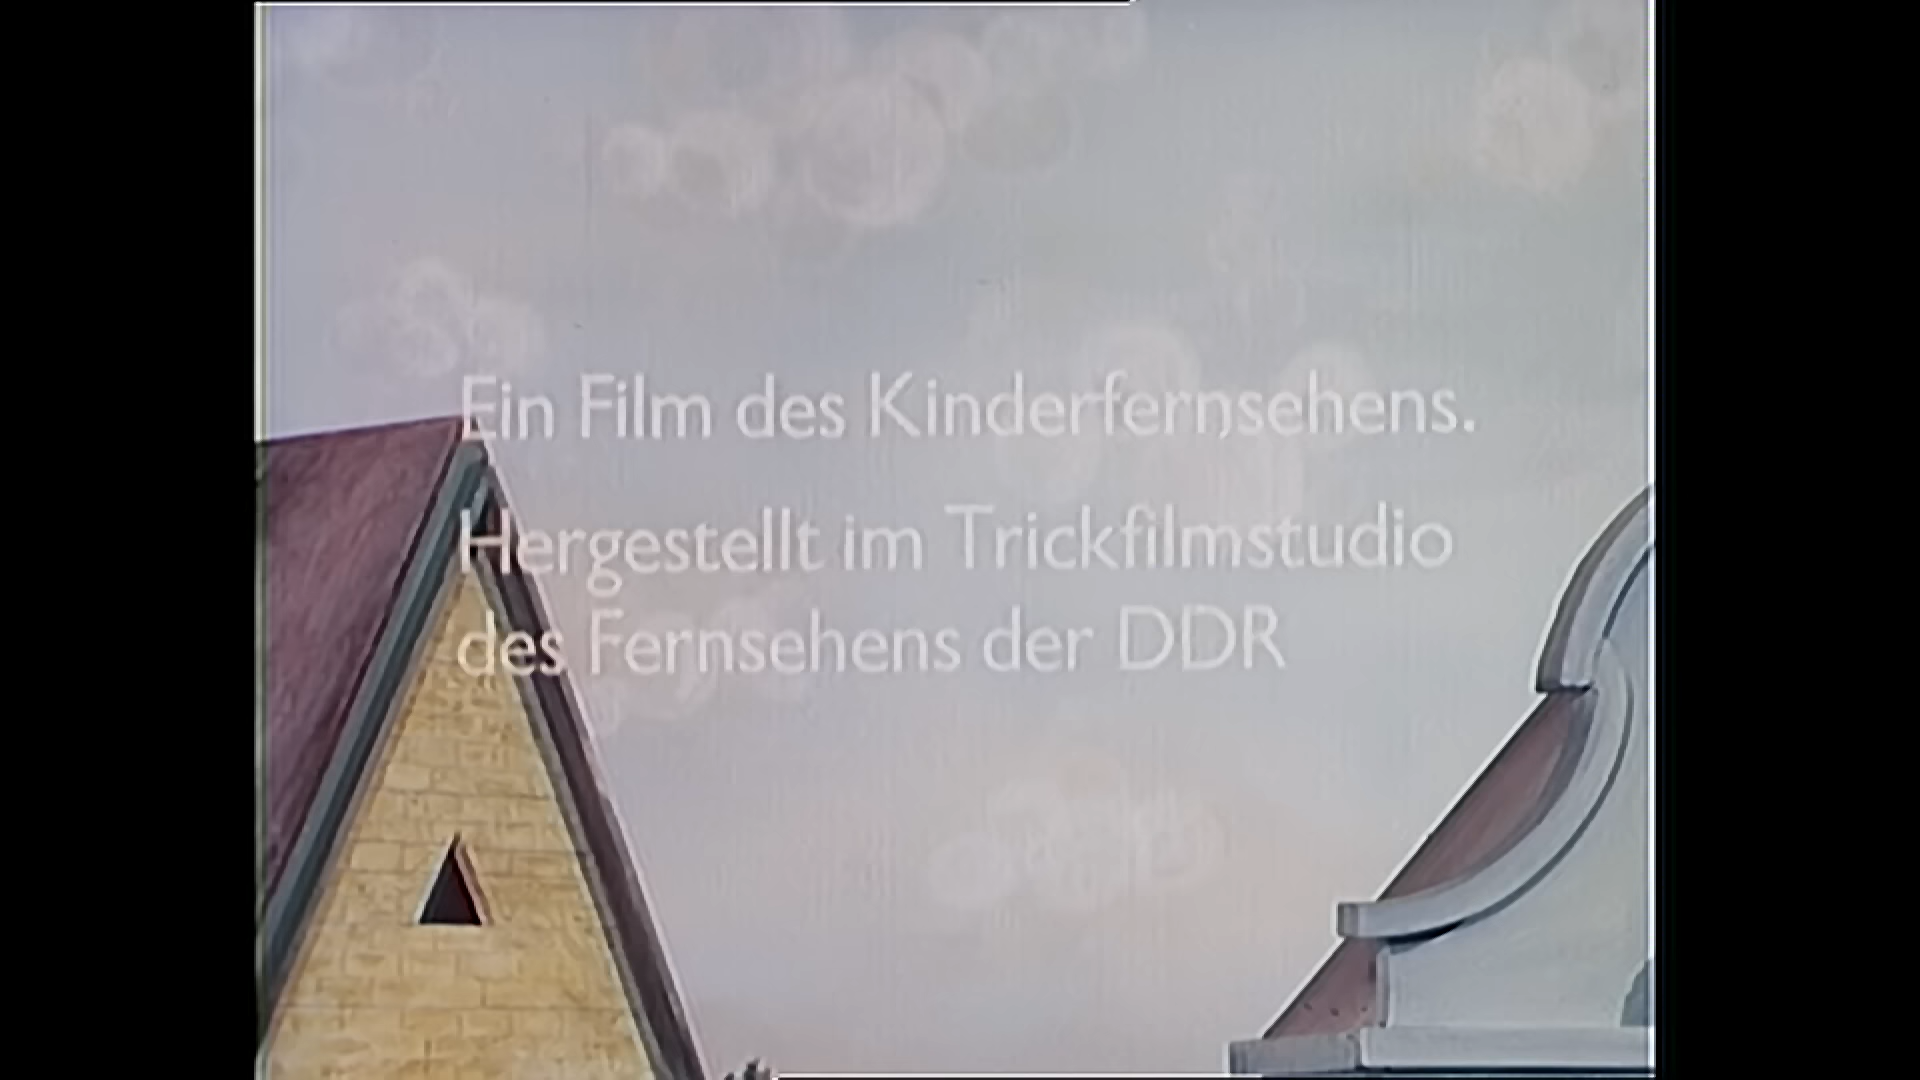 Ein Film des Kinderfernsehens.
Hergestellt im Trickfilmstudio
des Fernsehens der DDR